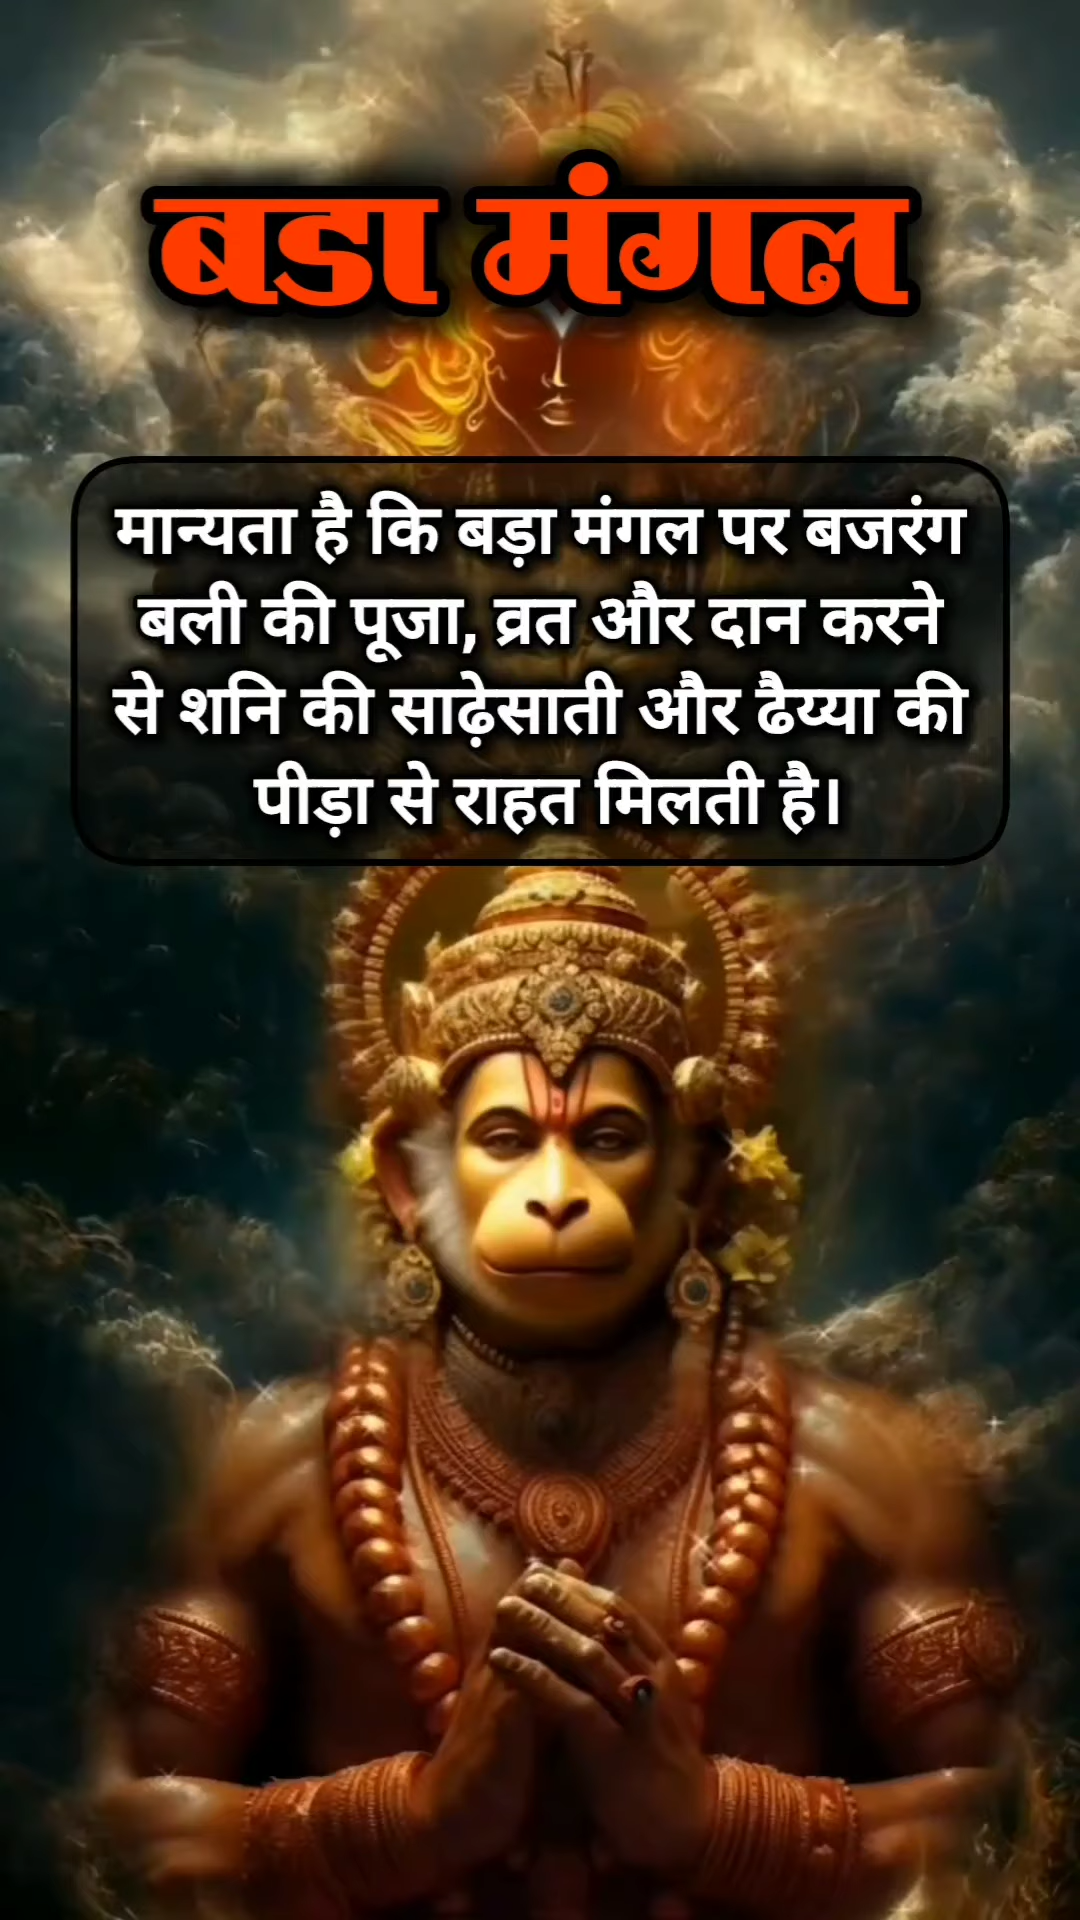 बडा मंगल
मान्यता है कि बड़ा मंगल पर बजरंग
बली की पूजा, व्रत और दान करने
से शनि की साढ़ेसाती और ढैय्या की
पीड़ा से राहत मिलती है।